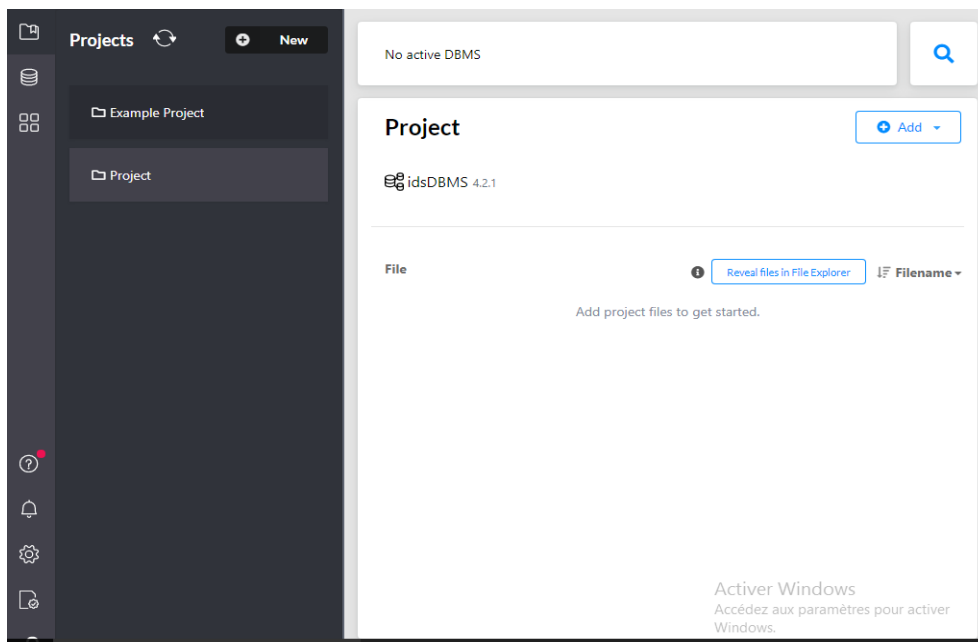 Projects
New
Example Project
Project
No active DBMS
Project
Add
idsDBMS 4.2.1
File
Reveal files in File Explorer
Filename
Add project files to get started.
Activer Windows
Accédez aux paramètres pour activer
Windows.